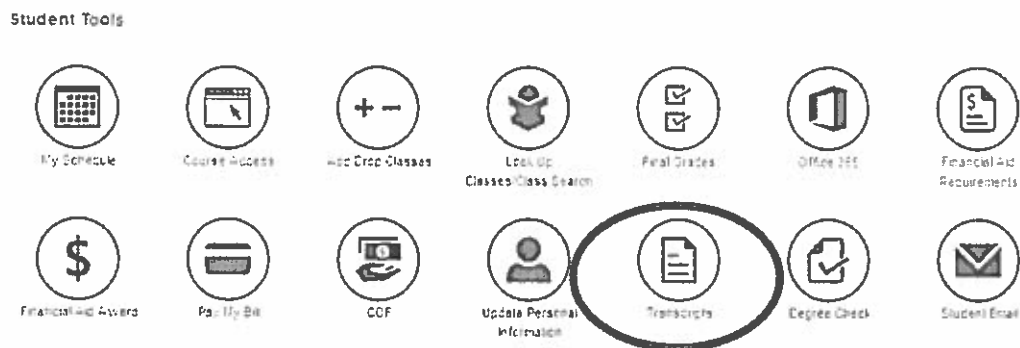 Student Tools
My Schedule
Course Access
Add Drop Classes
Look Up
Classes/Class Search
Final Grades
Office 365
Financial Aid
Requirements
Financial Aid Award
Pay My Bill
COF
Update Personal
Information
Transcripts
Degree Check
Student Email